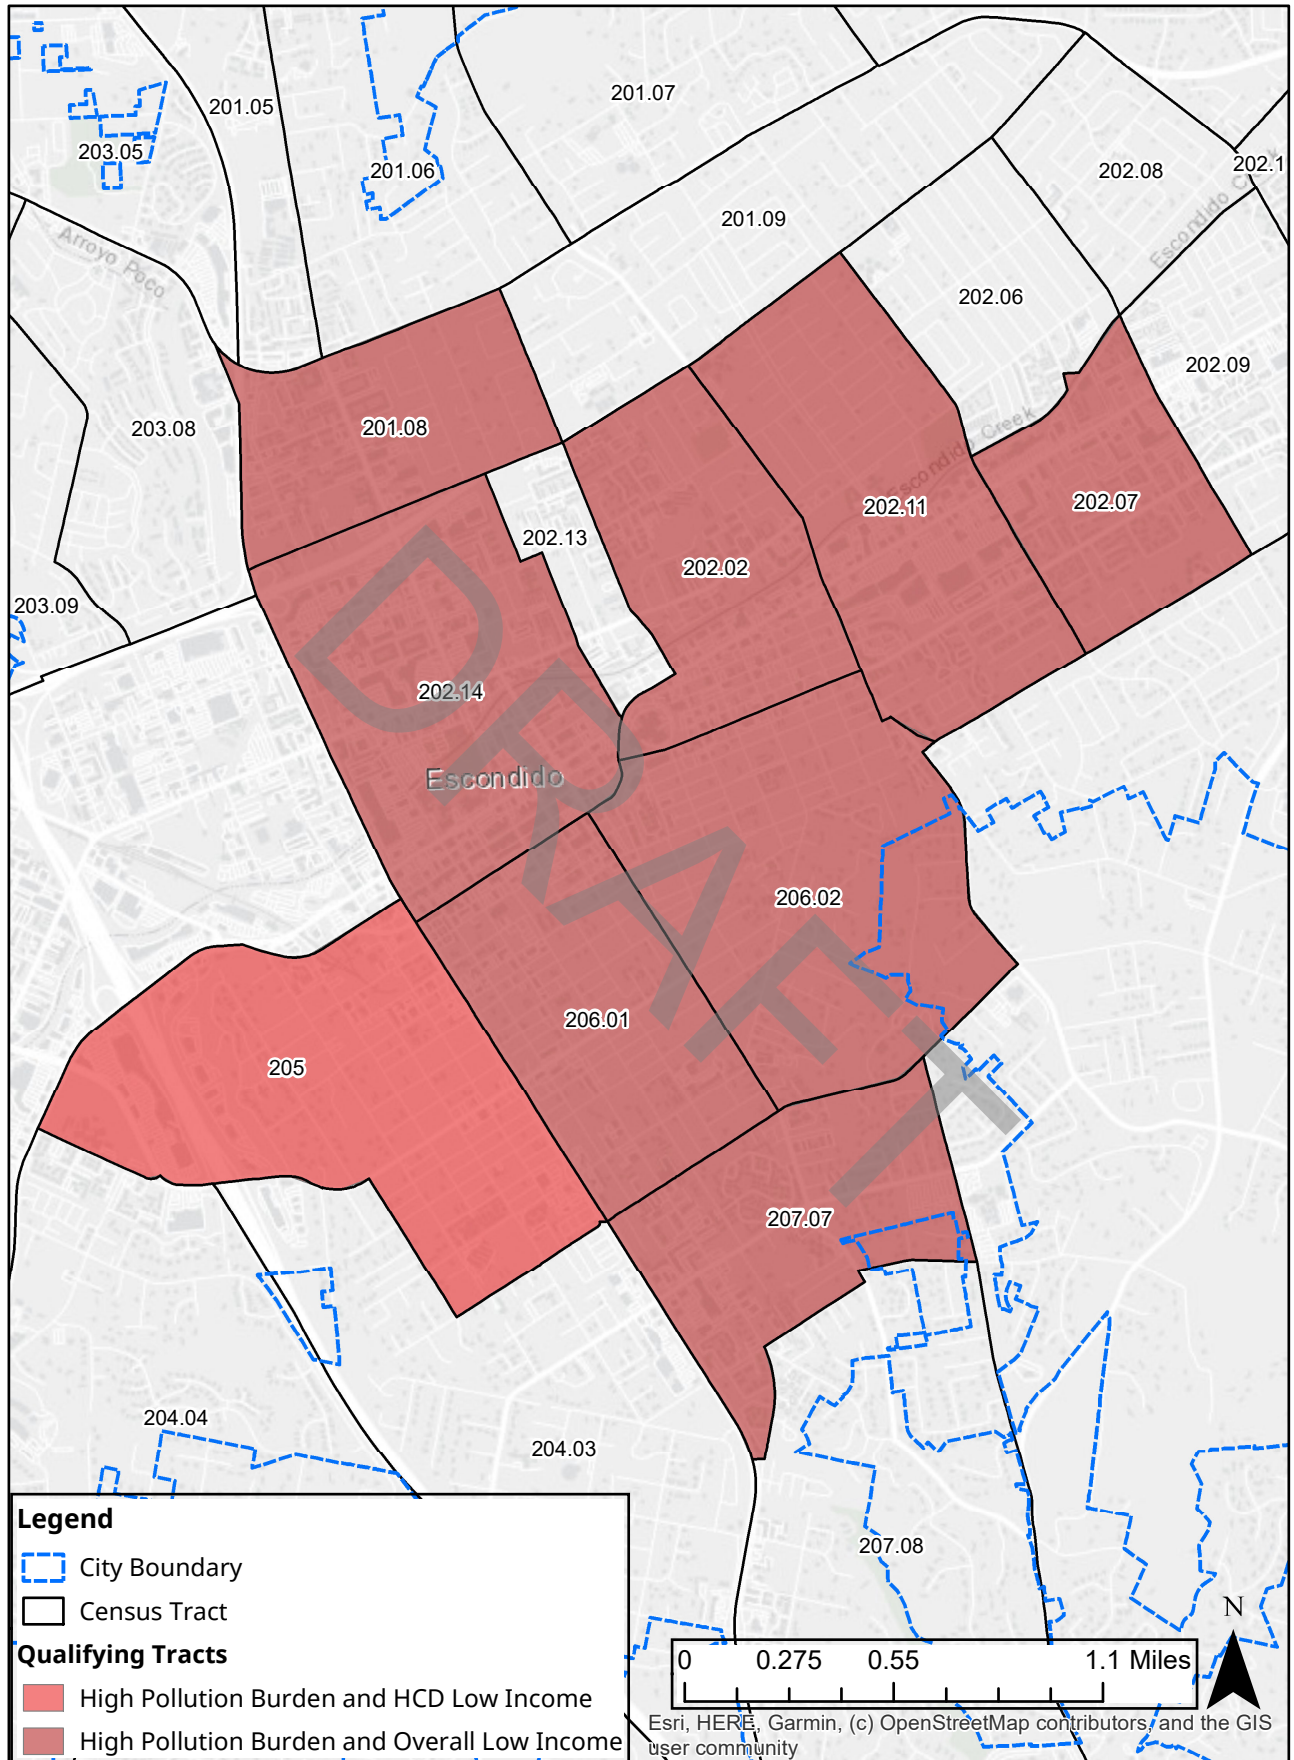 201.05
201.07
203.05
201.06
202.08
202.1
201.09
Escondido Creek
Arroyo Poco
202.06
202.09
203.08
201.08
Escondido Creek
202.11
202.07
202.13
202.02
203.09
202.14
Escondido
DRAFT
206.02
206.01
205
207.07
204.04
204.03
207.08
Legend
City Boundary
Census Tract
Qualifying Tracts
High Pollution Burden and HCD Low Income
High Pollution Burden and Overall Low Income
N
0 0.275 0.55 1.1 Miles
Esri, HERE, Garmin, (c) OpenStreetMap contributors, and the GIS
user community